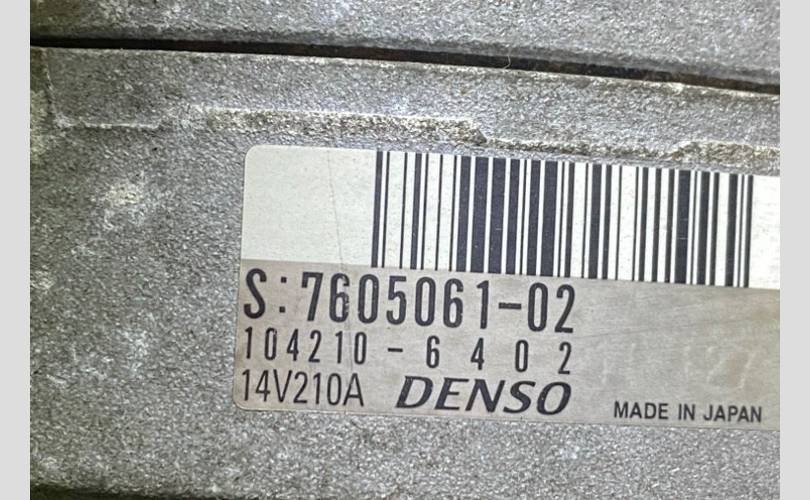 S:7605061-02
104210-6402
14V210A DENSO MADE IN JAPAN